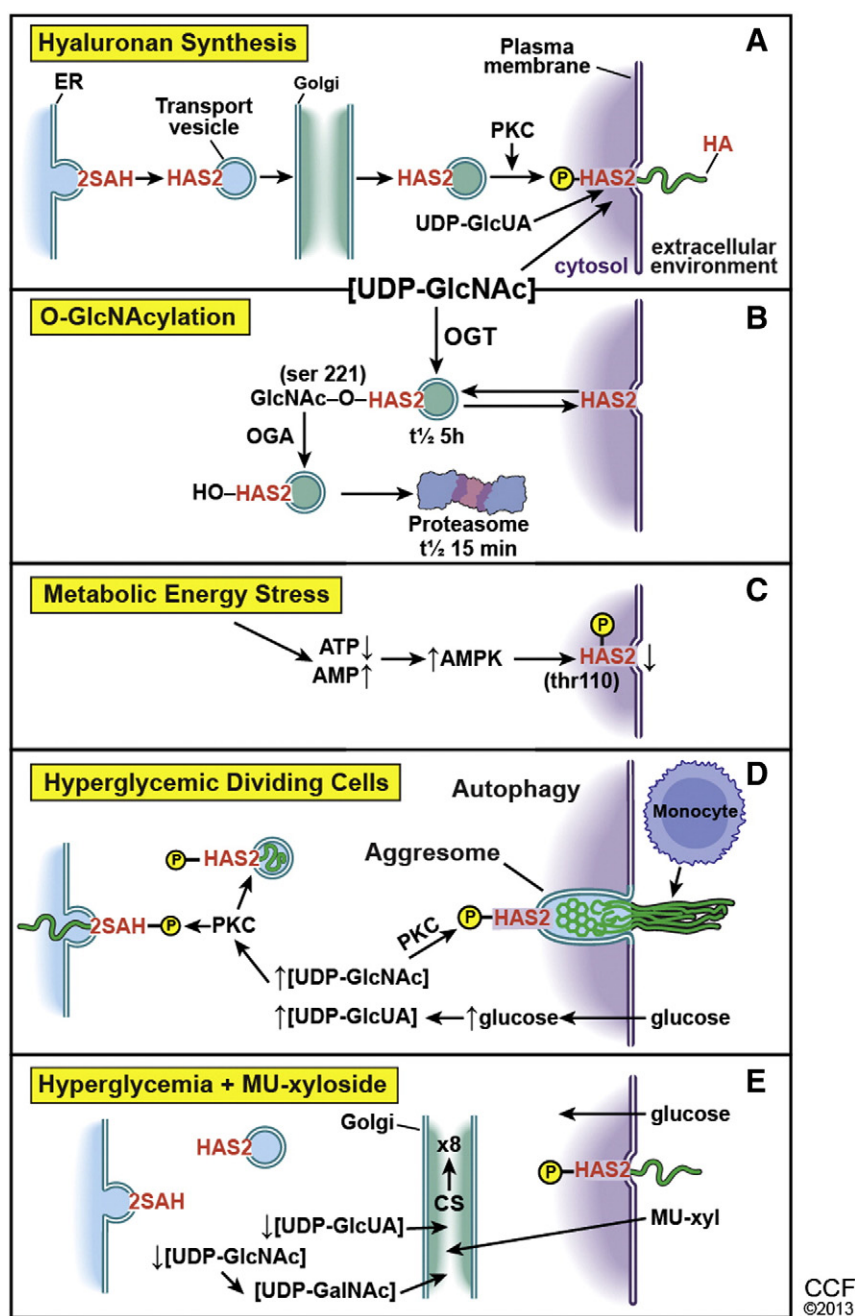 Hyaluronan Synthesis
A
ER
Transport
vesicle
Golgi
Plasma
membrane
PKC
HA
2SAH
HAS2
HAS2
P
HAS2
UDP-GlcUA
cytosol
extracellular
environment
[UDP-GlcNAc]
O-GlcNAcylation
B
OGT
(ser 221)
GlcNAc–O–HAS2
HAS2
t½ 5h
OGA
HO–HAS2
Proteasome
t½ 15 min
Metabolic Energy Stress
C
ATP↓
AMP↑
↑AMPK
P
HAS2
↓
(thr110)
Hyperglycemic Dividing Cells
D
Autophagy
Monocyte
Aggresome
P–HAS2
2SAH–P
PKC
PKC
P–HAS2
↑[UDP-GlcNAc]
↑[UDP-GlcUA]
↑glucose
glucose
Hyperglycemia + MU-xyloside
E
Golgi
glucose
HAS2
x8
P–HAS2
2SAH
CS
↓[UDP-GlcUA]
MU-xyl
↓[UDP-GlcNAc]
[UDP-GalNAc]
CCF
©2013